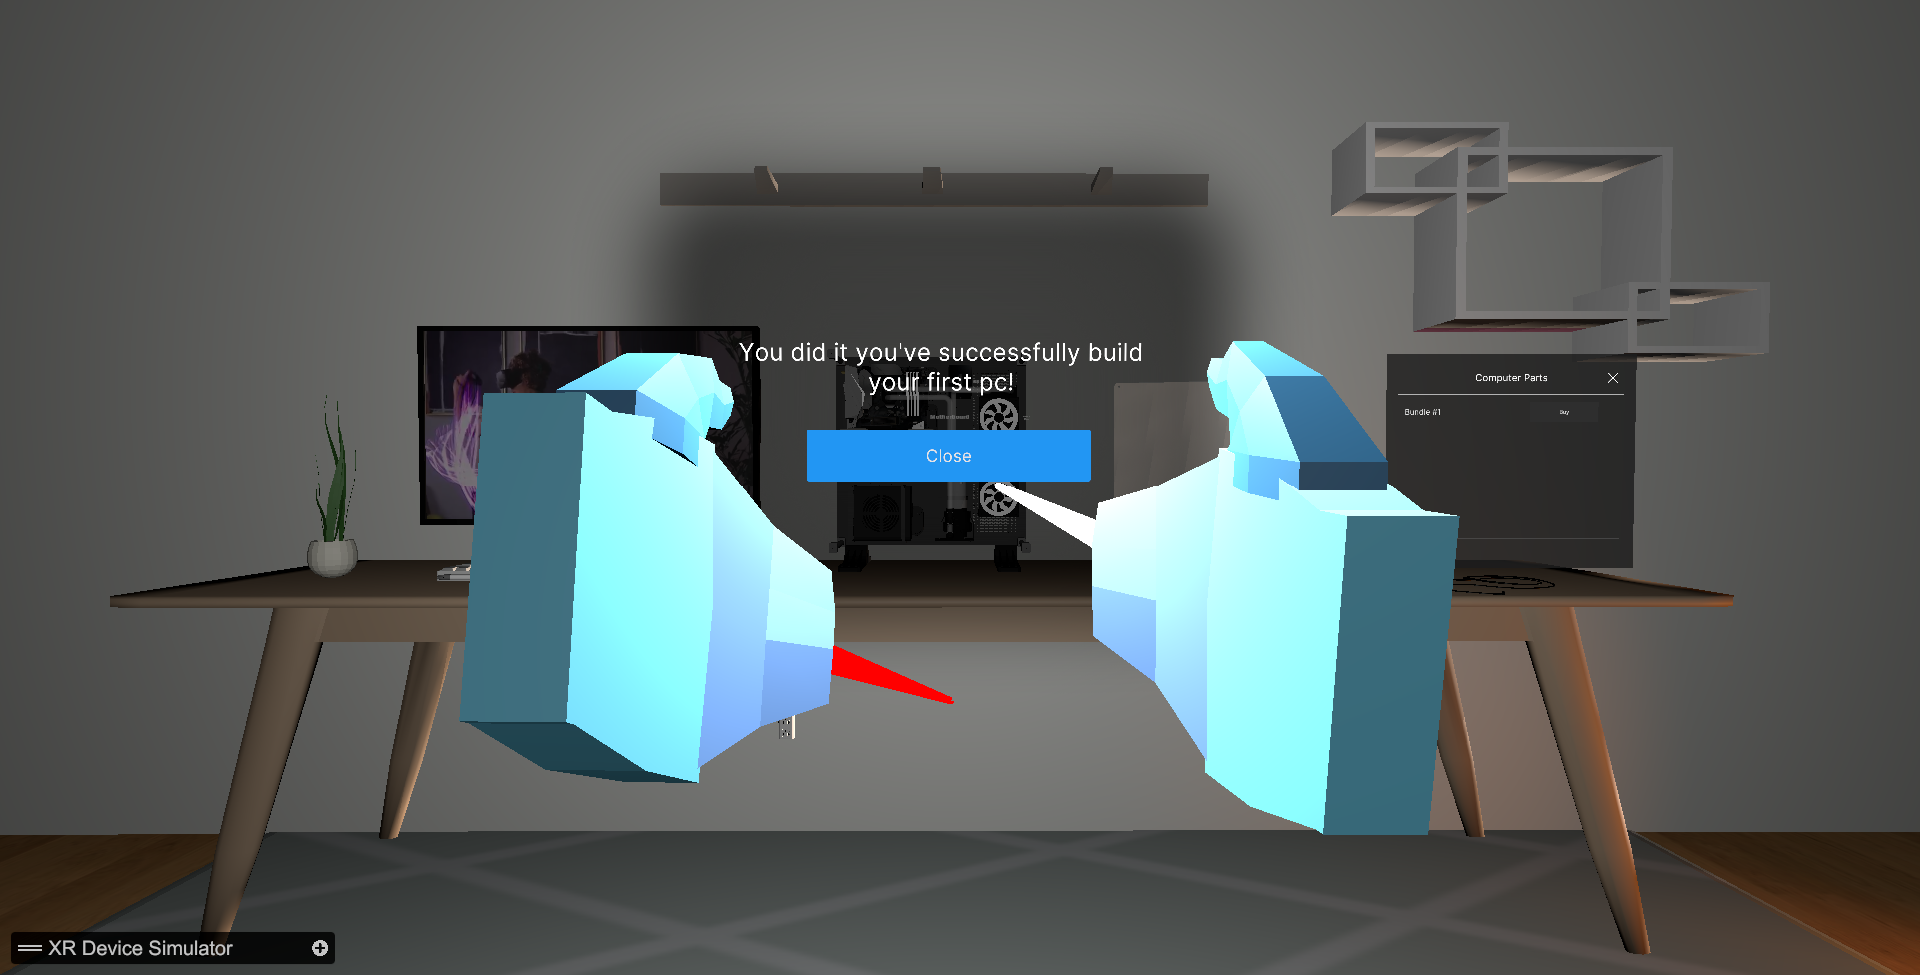 You did it you've successfully build
your first pc!
Close
Computer Parts
Bundle #1
Buy
XR Device Simulator